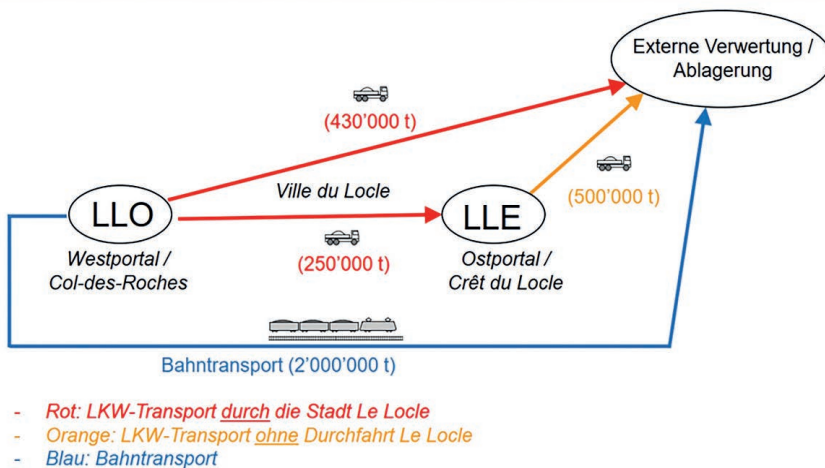 Externe Verwertung /
Ablagerung
(430'000 t)
Ville du Locle
(500'000 t)
LLO
LLE
Westportal /
Col-des-Roches
(250'000 t)
Ostportal /
Crêt du Locle
Bahntransport (2'000'000 t)
- Rot: LKW-Transport durch die Stadt Le Locle
- Orange: LKW-Transport ohne Durchfahrt Le Locle
- Blau: Bahntransport